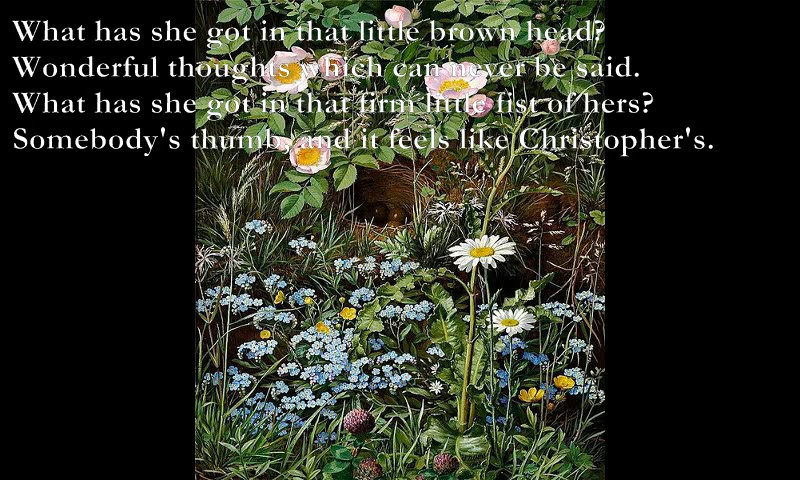 What has she got in that little brown head?
Wonderful thoughts which can never be said.
What has she got in that firm little fist of hers?
Somebody's thumb, and it feels like Christopher's.